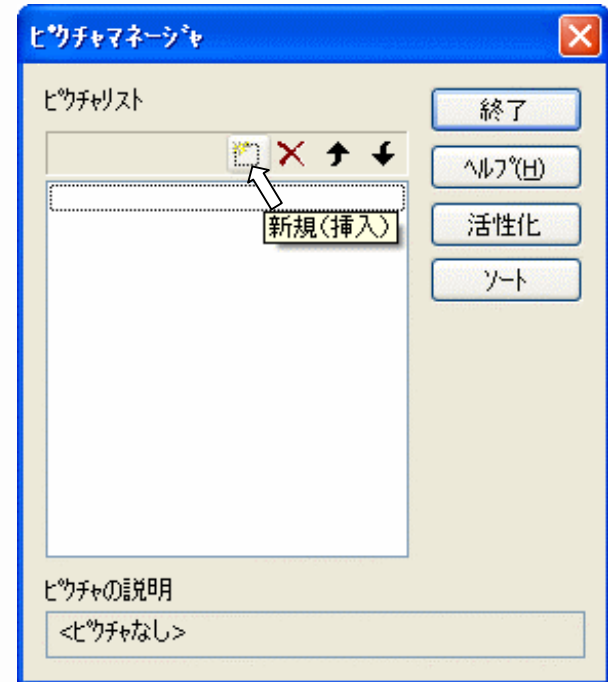 ﾋﾟｸﾁｬﾏﾈｰｼﾞｬ
ﾋﾟｸﾁｬﾘｽﾄ
新規(挿入)
終了
ﾍﾙﾌﾟ(H)
活性化
ｿｰﾄ
ﾋﾟｸﾁｬの説明
<ﾋﾟｸﾁｬなし>